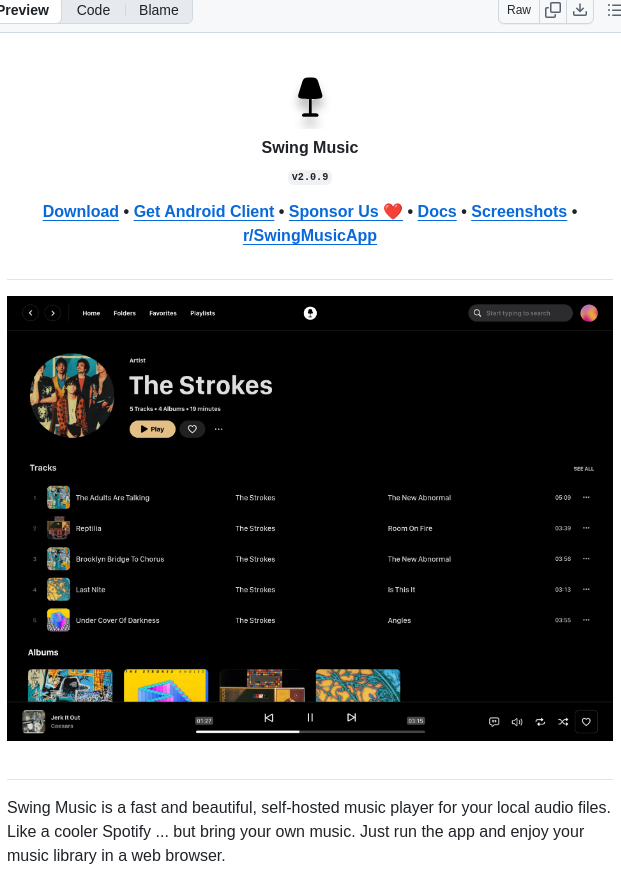 Preview Code Blame Raw
Swing Music
v2.0.9
Download • Get Android Client • Sponsor Us ❤️ • Docs • Screenshots •
r/SwingMusicApp
Home Folders Favorites Playlists Start typing to search
Artist
The Strokes
5 Tracks • 4 Albums • 19 minutes
Play
Tracks SEE ALL
1 The Adults Are Talking The Strokes The New Abnormal 05:09
2 Reptilia The Strokes Room On Fire 03:39
3 Brooklyn Bridge To Chorus The Strokes The New Abnormal 03:56
4 Last Nite The Strokes Is This It 03:13
5 Under Cover Of Darkness The Strokes Angles 03:55
Albums
THE STROKES ANGLES
Jerk It Out
Caesars
01:27 03:15
Swing Music is a fast and beautiful, self-hosted music player for your local audio files.
Like a cooler Spotify ... but bring your own music. Just run the app and enjoy your
music library in a web browser.